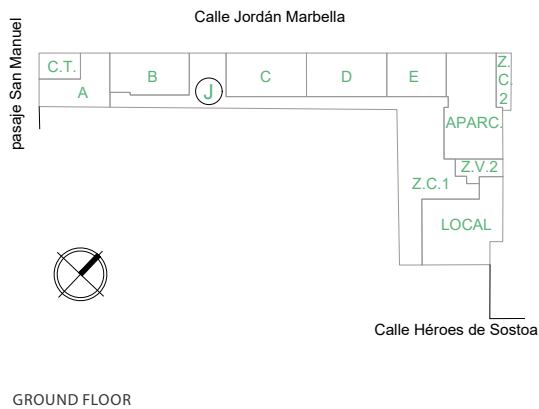 Calle Jordán Marbella
pasaje San Manuel
C.T.
A
B
J
C
D
E
Z.
C.
2
APARC.
Z.V.2
Z.C.1
LOCAL
Calle Héroes de Sostoa
GROUND FLOOR